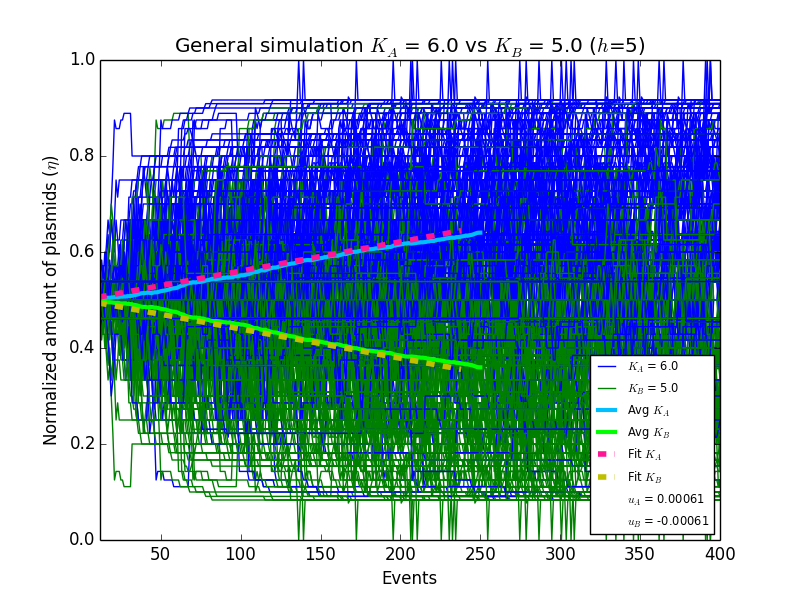 General simulation K_A = 6.0 vs K_B = 5.0 (h=5)
Normalized amount of plasmids (η)
1.0
0.8
0.6
0.4
0.2
0.0
K_A = 6.0
K_B = 5.0
Avg K_A
Avg K_B
Fit K_A
Fit K_B
u_A = 0.00061
u_B = -0.00061
50 100 150 200 250 300 350 400
Events